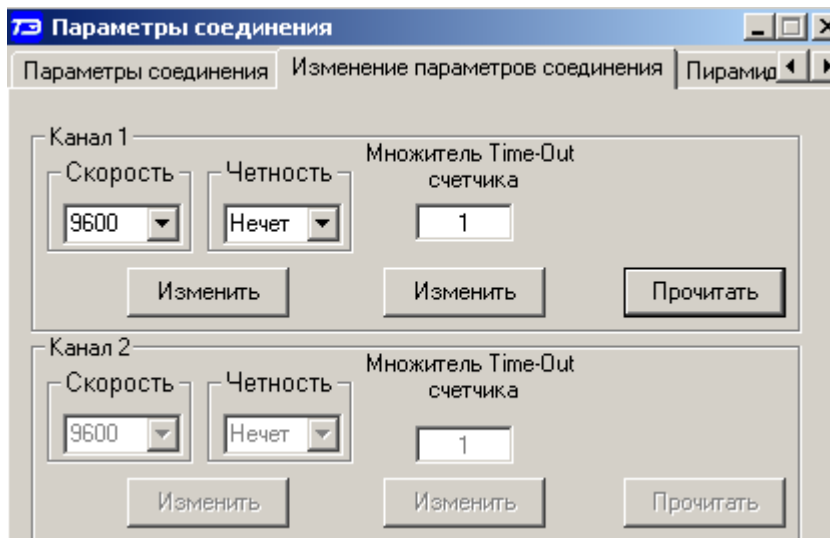 ТЭ Параметры соединения
Параметры соединения Изменение параметров соединения
Канал 1
Множитель Time-Out
Скорость Четность счетчика
9600 Нечет 1
Изменить Изменить Прочитать
Канал 2
Множитель Time-Out
Скорость Четность счетчика
9600 Нечет 1
Изменить Изменить Прочитать